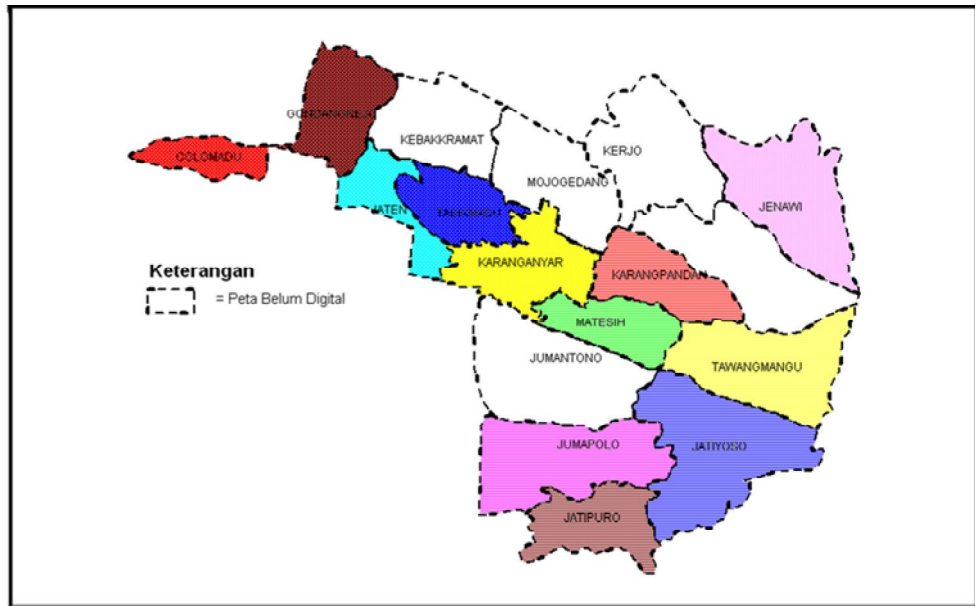 GONDANGREJO
KEBAKKRAMAT
KERJO
COLOMADU
MOJOGEDANG
JENAWI
JATEN
TASIKMADU
KARANGANYAR
KARANGPANDAN
Keterangan
= Peta Belum Digital
MATESIH
JUMANTONO
TAWANGMANGU
JUMAPOLO
JATIYOSO
JATIPURO